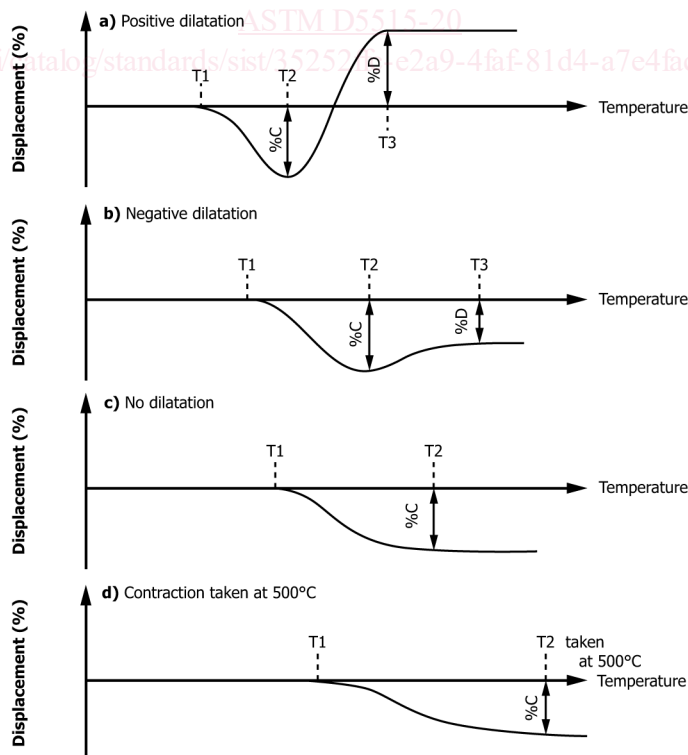 ASTM D5515-20
a) Positive dilatation
Displacement (%)
T1
T2
%D
%C
T3
Temperature
b) Negative dilatation
Displacement (%)
T1
T2
T3
%C
%D
Temperature
c) No dilatation
Displacement (%)
T1
T2
%C
Temperature
d) Contraction taken at 500°C
Displacement (%)
T1
T2 taken
at 500°C
%C
Temperature